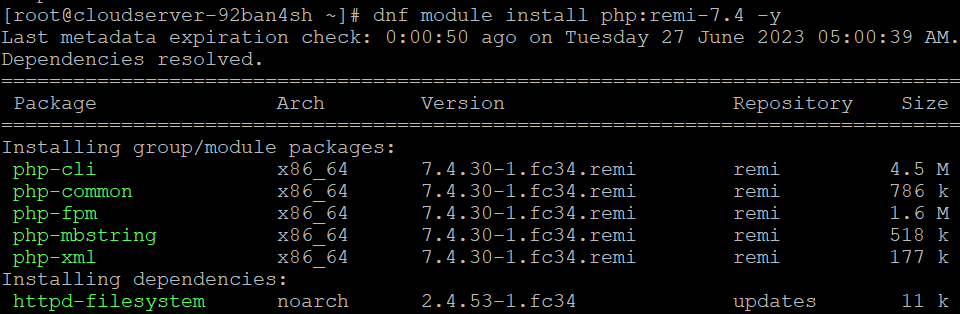 [root@cloudserver-92ban4sh ~]# dnf module install php:remi-7.4 -y
Last metadata expiration check: 0:00:50 ago on Tuesday 27 June 2023 05:00:39 AM.
Dependencies resolved.
================================================================================
Package Arch Version Repository Size
================================================================================
Installing group/module packages:
php-cli x86_64 7.4.30-1.fc34.remi remi 4.5 M
php-common x86_64 7.4.30-1.fc34.remi remi 786 k
php-fpm x86_64 7.4.30-1.fc34.remi remi 1.6 M
php-mbstring x86_64 7.4.30-1.fc34.remi remi 518 k
php-xml x86_64 7.4.30-1.fc34.remi remi 177 k
Installing dependencies:
httpd-filesystem noarch 2.4.53-1.fc34 updates 11 k